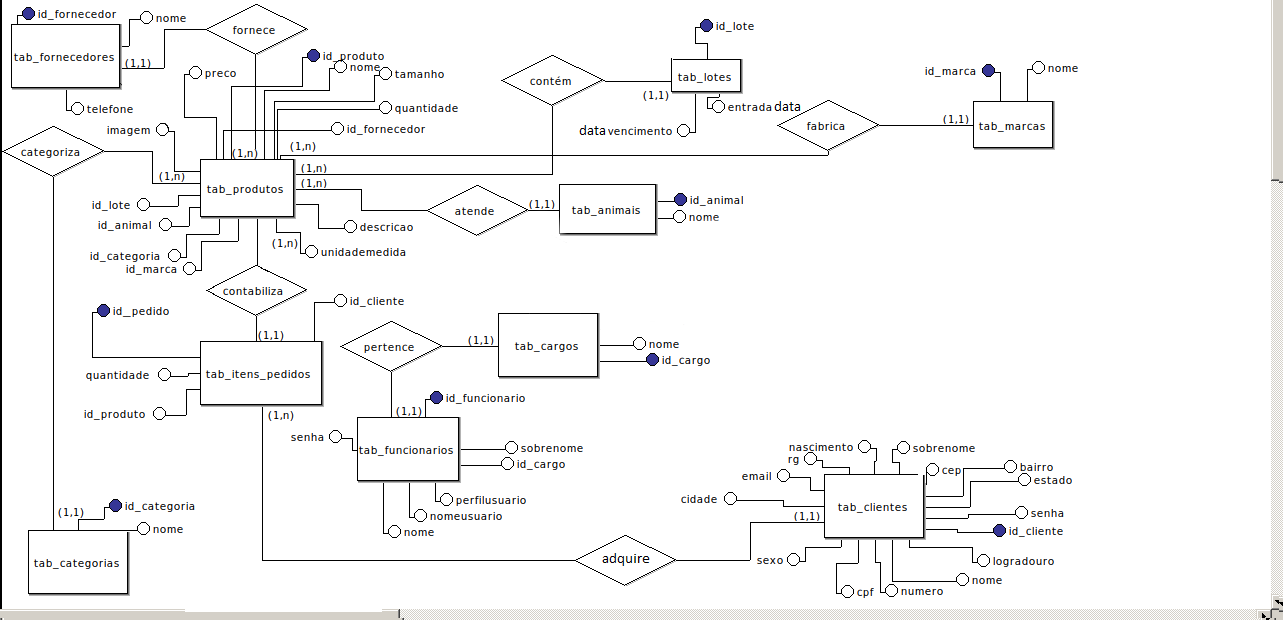 id_fornecedor
nome
tab_fornecedores
(1,1)
telefone
fornece
preco
id_produto
nome
tamanho
quantidade
id_fornecedor
imagem
categoriza
(1,n)
(1,n)
(1,n)
(1,n)
(1,n)
tab_produtos
id_lote
id_animal
id_categoria
id_marca
descricao
(1,n)
unidademedida
contém
(1,1)
id_lote
tab_lotes
entrada data
data vencimento
fabrica
(1,1)
id_marca
nome
tab_marcas
atende
(1,1)
tab_animais
id_animal
nome
contabiliza
(1,1)
id_cliente
id_pedido
tab_itens_pedidos
quantidade
id_produto
(1,n)
pertence
(1,1)
tab_cargos
nome
id_cargo
(1,1)
id_funcionario
senha
tab_funcionarios
sobrenome
id_cargo
perfilusuario
nomeusuario
nome
(1,1)
id_categoria
nome
tab_categorias
adquire
(1,1)
nascimento
sobrenome
rg
cep
bairro
email
estado
cidade
tab_clientes
senha
id_cliente
sexo
logradouro
nome
cpf
numero